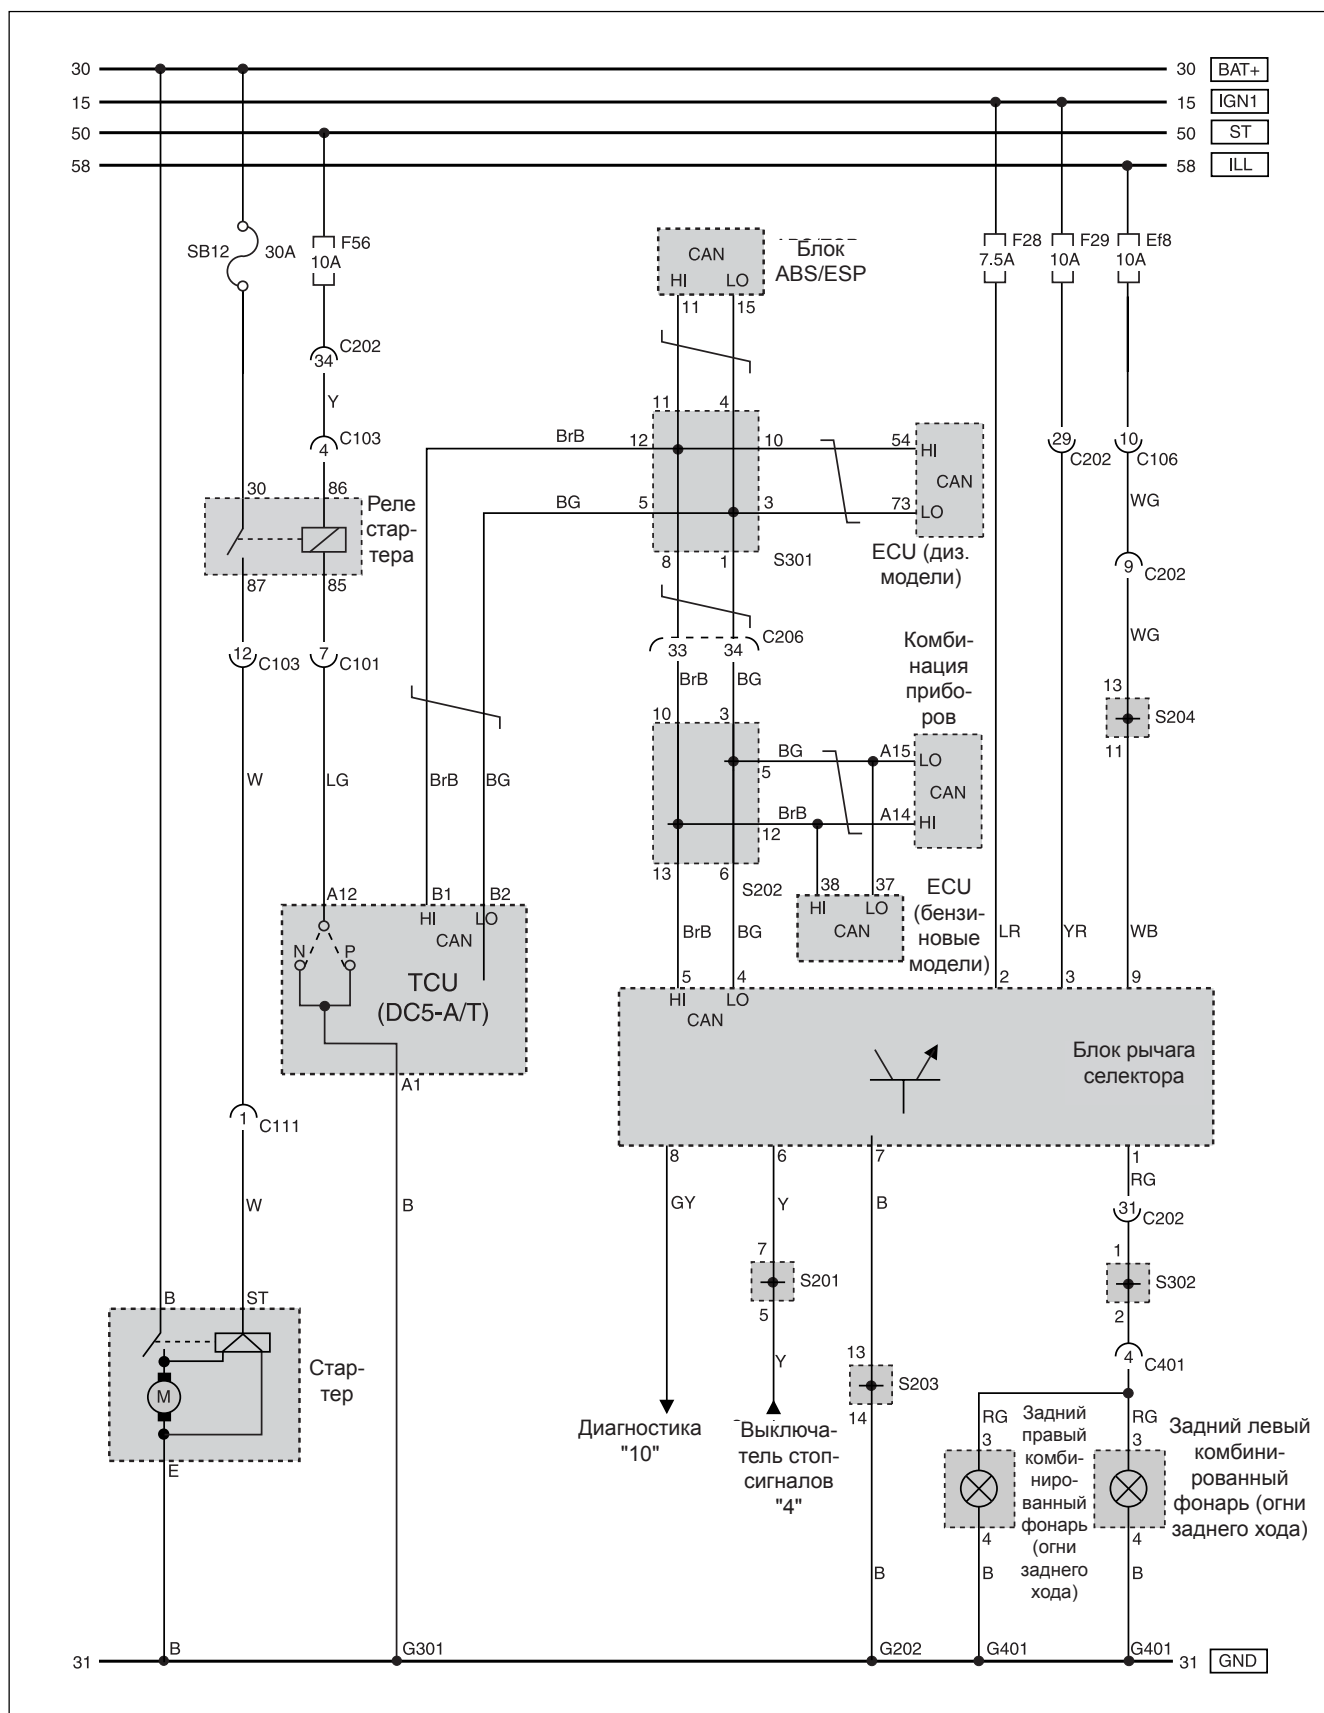 30 30 BAT+
15 15 IGN1
50 50 ST
58 58 ILL
SB12 30A
F56
10A
CAN
HI LO
Блок
ABS/ESP
F28
7.5A
F29
10A
Ef8
10A
11 15
C202
34
Y
C103
4
11 4
BrB 12 10 54 HI
CAN
BG 5 3 73 LO
8 1 S301
ECU (диз.
модели)
29
C202
10
C106
WG
9 C202
WG
30 86
Реле
стар-
тера
87 85
12 C103
7 C101
C206
33 34
BrB BG
Комби-
нация
прибо-
ров
13
S204
11
10 3
BG A15 LO
5
CAN
BrB A14 HI
12
13 6
S202
W LG BrB BG
38 37
HI LO
CAN
ECU
(бензи-
новые
модели)
A12 B1 B2
HI LO
CAN
N P
TCU
(DC5-A/T)
A1
BrB BG LR YR WB
5 4 2 3 9
HI LO
CAN
Блок рычага
селектора
1 C111
8 6 7 1
RG
W B GY Y B
31
C202
7
S201
5
1
S302
2
Y
13
S203
14
4 C401
B ST
M
Стар-
тер
E
Диагностика
"10"
Выключа-
тель стоп-
сигналов
"4"
RG
3
4
B
Задний
правый
комби-
ниро-
ванный
фонарь
(огни
заднего
хода)
RG
3
4
B
Задний левый
комбини-
рованный
фонарь (огни
заднего хода)
B
31 B G301 G202 G401 G401 31 GND